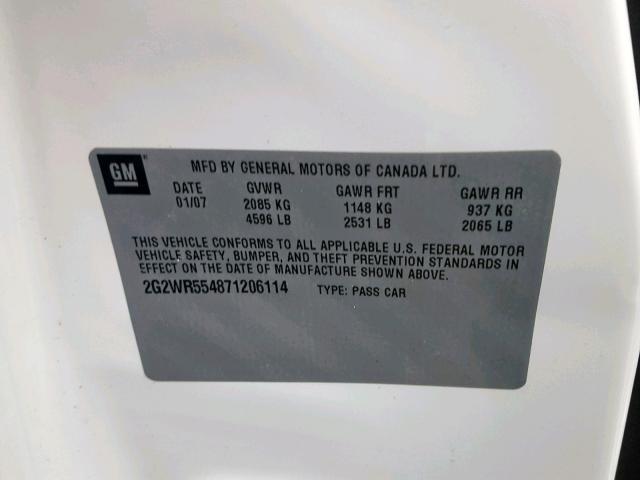 GM
MFD BY GENERAL MOTORS OF CANADA LTD.
DATE GVWR GAWR FRT GAWR RR
01/07 2085 KG 1148 KG 937 KG
4596 LB 2531 LB 2065 LB
THIS VEHICLE CONFORMS TO ALL APPLICABLE U.S. FEDERAL MOTOR
VEHICLE SAFETY, BUMPER, AND THEFT PREVENTION STANDARDS IN
EFFECT ON THE DATE OF MANUFACTURE SHOWN ABOVE.
2G2WR554871206114 TYPE: PASS CAR